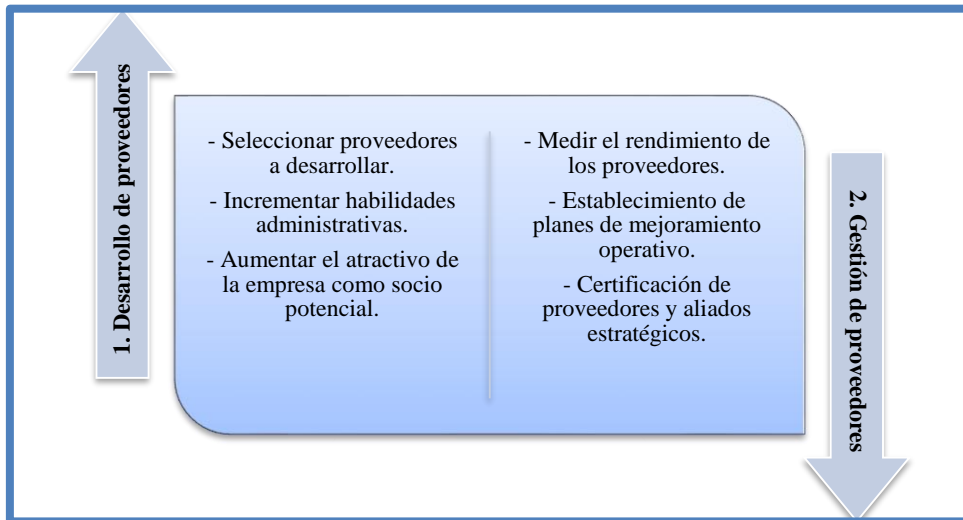 1. Desarrollo de proveedores
- Seleccionar proveedores
a desarrollar.
- Incrementar habilidades
administrativas.
- Aumentar el atractivo de
la empresa como socio
potencial.
- Medir el rendimiento de
los proveedores.
- Establecimiento de
planes de mejoramiento
operativo.
- Certificación de
proveedores y aliados
estratégicos.
2. Gestión de proveedores